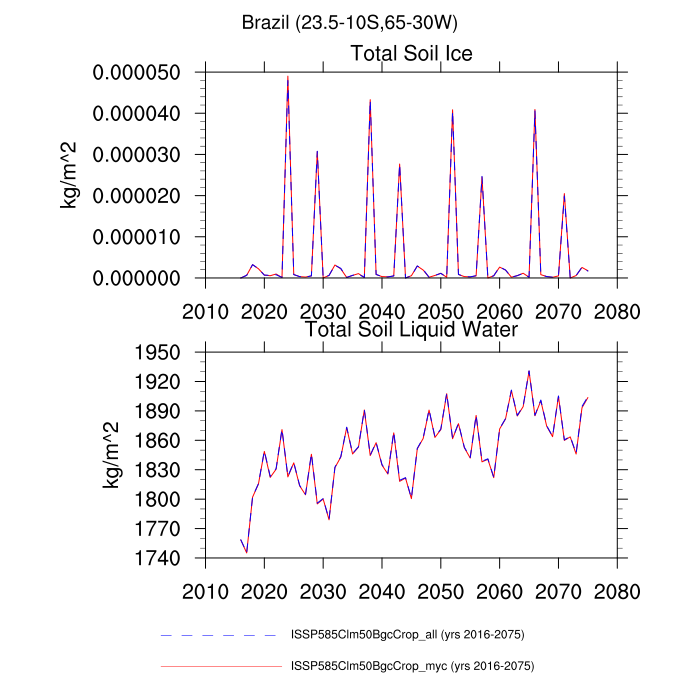 Brazil (23.5-10S,65-30W)
Total Soil Ice
0.000050
0.000040
0.000030
0.000020
0.000010
0.000000
kg/m^2
2010 2020 2030 2040 2050 2060 2070 2080
Total Soil Liquid Water
1950
1920
1890
1860
1830
1800
1770
1740
kg/m^2
2010 2020 2030 2040 2050 2060 2070 2080
ISSP585Clm50BgcCrop_all (yrs 2016-2075)
ISSP585Clm50BgcCrop_myc (yrs 2016-2075)